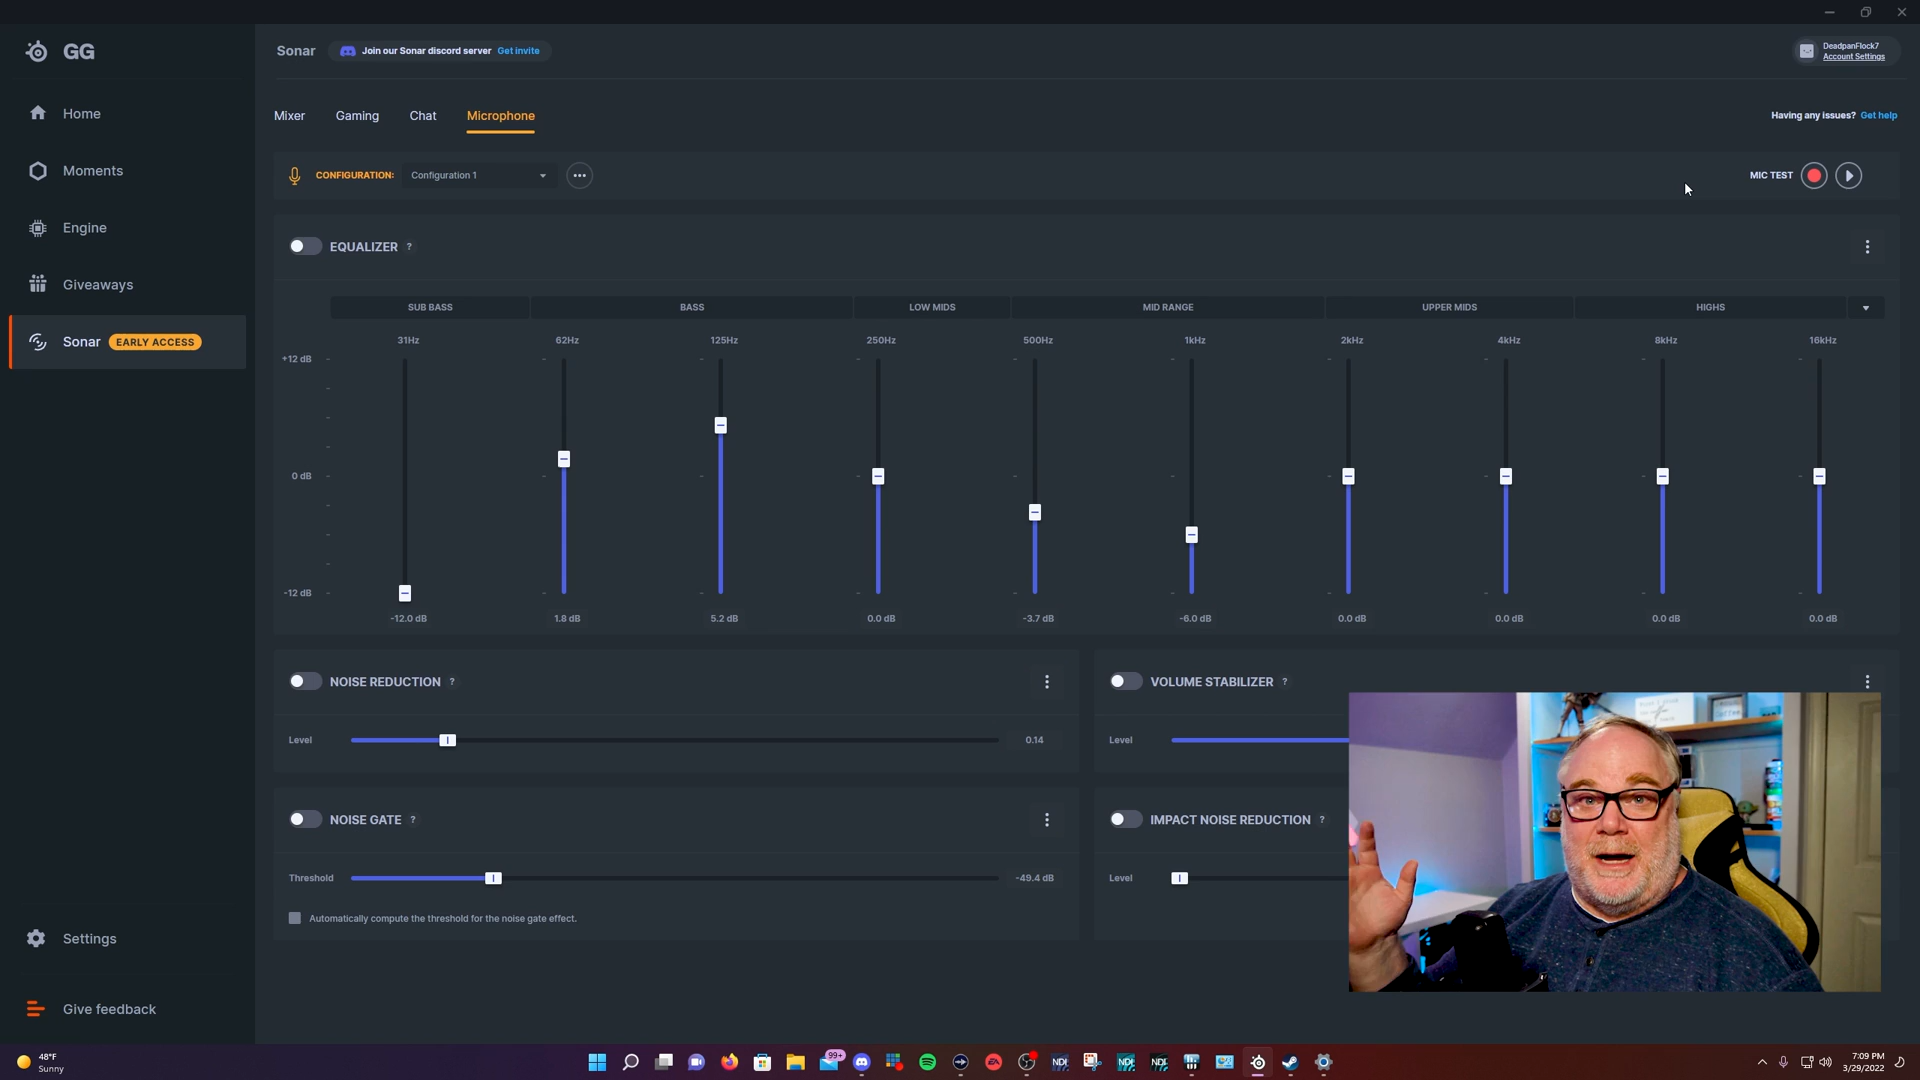 GG
Sonar
Join our Sonar discord server Get invite
DeadpanFlock7
Account Settings
Home
Moments
Engine
Giveaways
Sonar EARLY ACCESS
Settings
Give feedback
Mixer Gaming Chat Microphone
Having any issues? Get help
CONFIGURATION: Configuration 1
MIC TEST
EQUALIZER ?
SUB BASS BASS LOW MIDS MID RANGE UPPER MIDS HIGHS
31Hz 62Hz 125Hz 250Hz 500Hz 1kHz 2kHz 4kHz 8kHz 16kHz
+12 dB
0 dB
-12 dB
-12.0 dB 1.8 dB 5.2 dB 0.0 dB -3.7 dB -6.0 dB 0.0 dB 0.0 dB 0.0 dB 0.0 dB
NOISE REDUCTION ?
Level 0.14
VOLUME STABILIZER ?
Level
NOISE GATE ?
Threshold -49.4 dB
Automatically compute the threshold for the noise gate effect.
IMPACT NOISE REDUCTION ?
Level
48°F
Sunny
99+
NDI
NDI
NDI
EA
7:09 PM
3/29/2022